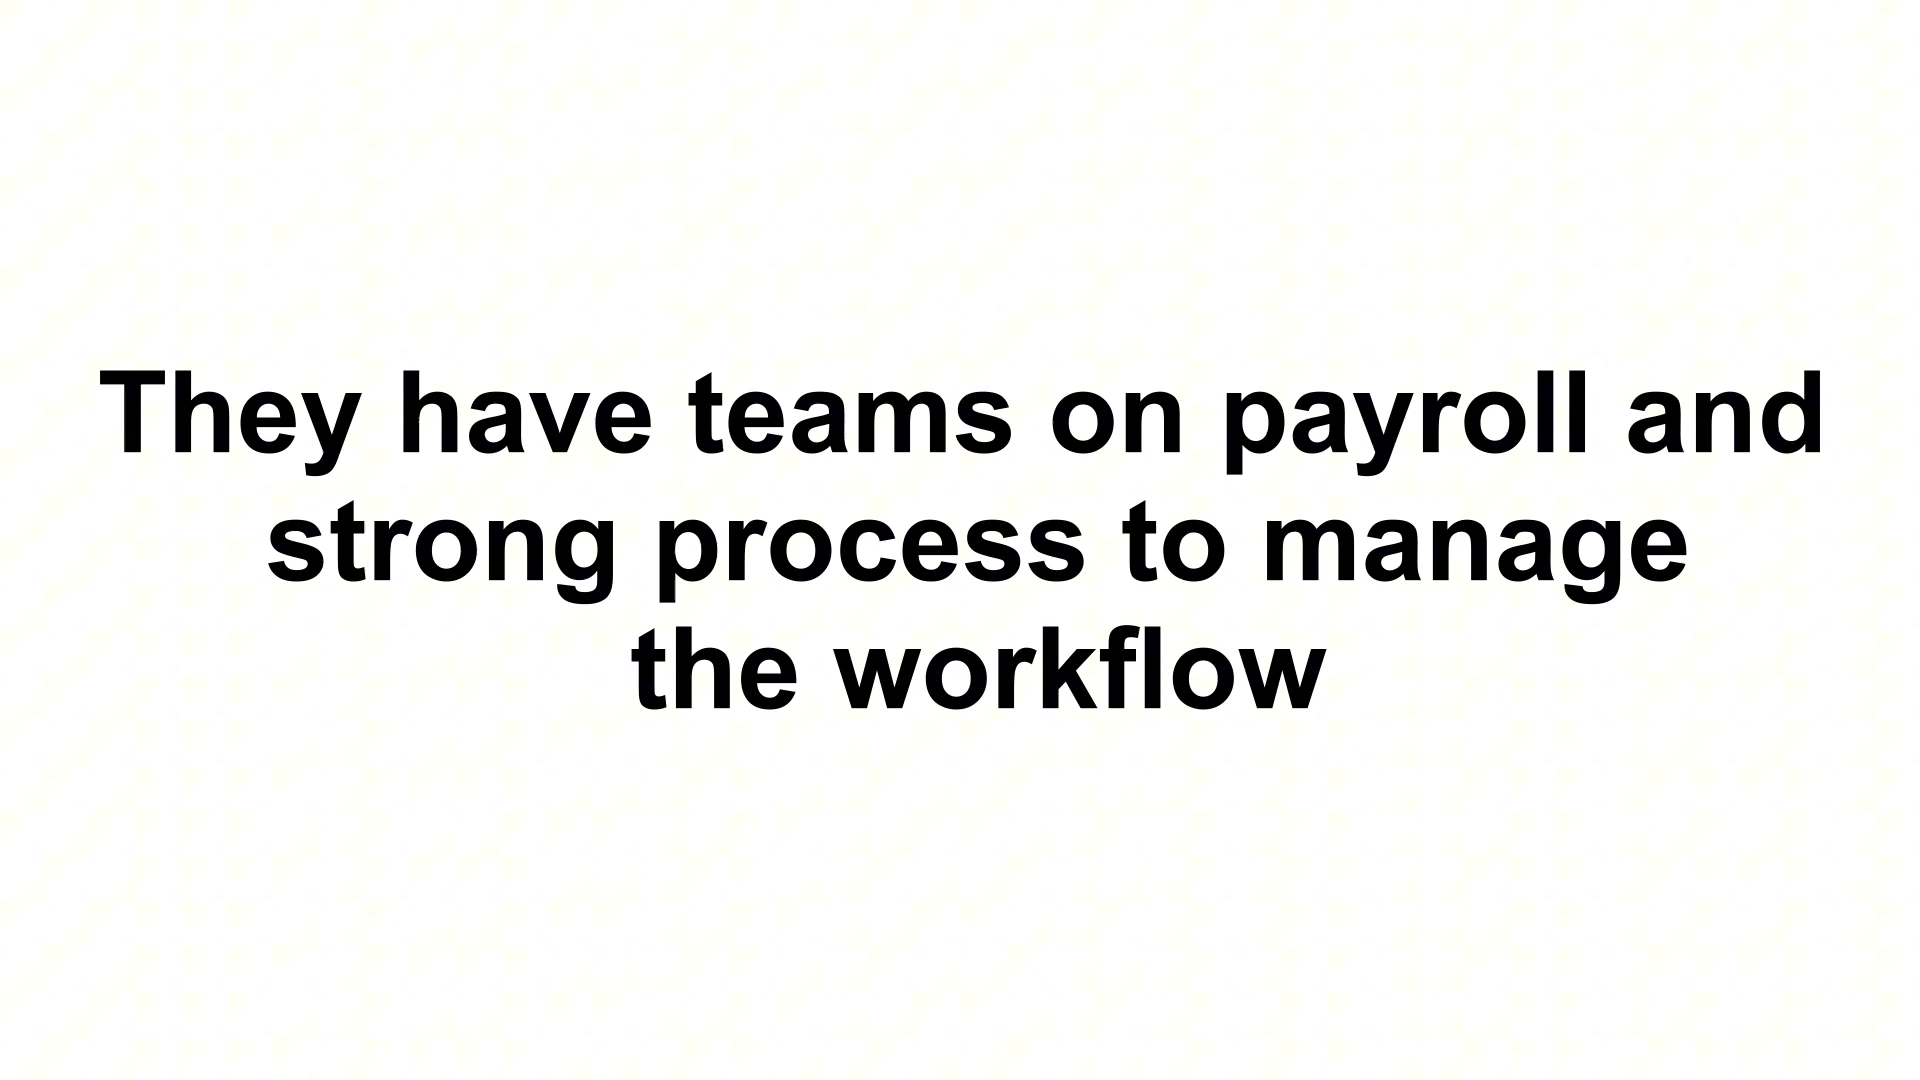 They have teams on payroll and
strong process to manage
the workflow